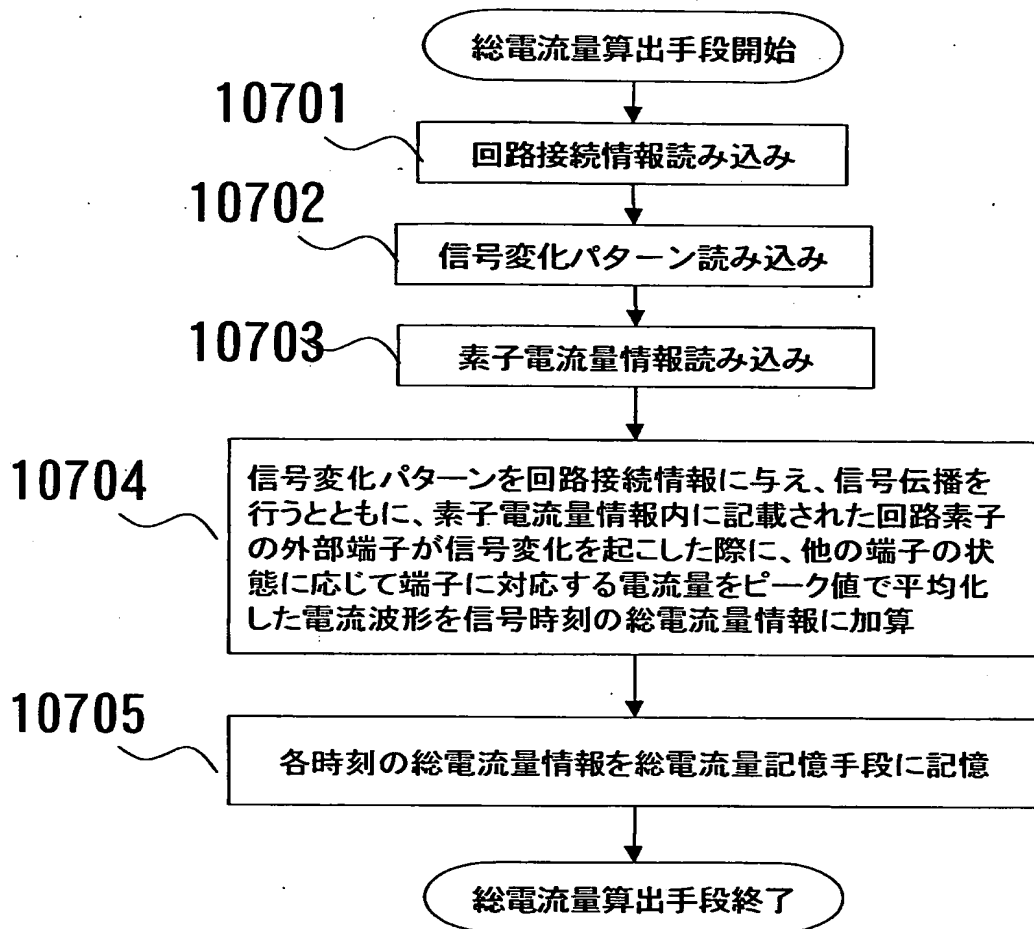 総電流量算出手段開始
10701
回路接続情報読み込み
10702
信号変化パターン読み込み
10703
素子電流量情報読み込み
10704
信号変化パターンを回路接続情報に与え、信号伝播を
行うとともに、素子電流量情報内に記載された回路素子
の外部端子が信号変化を起こした際に、他の端子の状
態に応じて端子に対応する電流量をピーク値で平均化
した電流波形を信号時刻の総電流量情報に加算
10705
各時刻の総電流量情報を総電流量記憶手段に記憶
総電流量算出手段終了